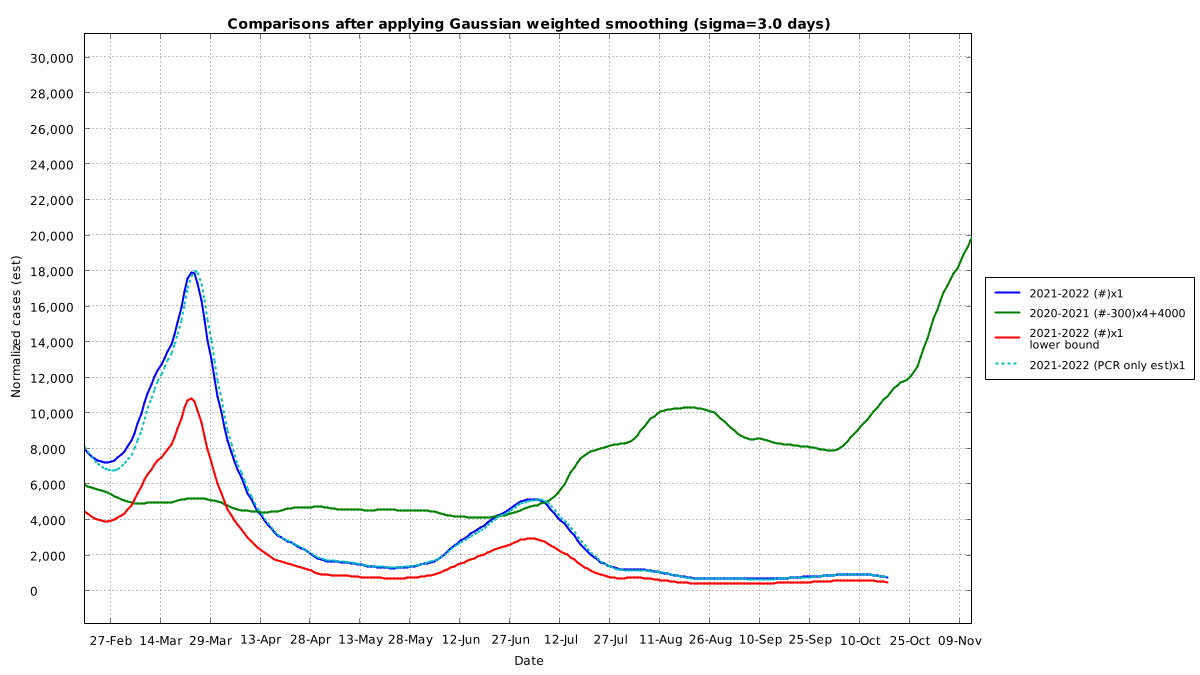 Comparisons after applying Gaussian weighted smoothing (sigma=3.0 days)
30,000
28,000
26,000
24,000
22,000
20,000
18,000
16,000
14,000
12,000
10,000
8,000
6,000
4,000
2,000
0
Normalized cases (est)
27-Feb 14-Mar 29-Mar 13-Apr 28-Apr 13-May 28-May 12-Jun 27-Jun 12-Jul 27-Jul 11-Aug 26-Aug 10-Sep 25-Sep 10-Oct 25-Oct 09-Nov
Date
2021-2022 (#)x1
2020-2021 (#-300)x4+4000
2021-2022 (#)x1
lower bound
2021-2022 (PCR only est)x1